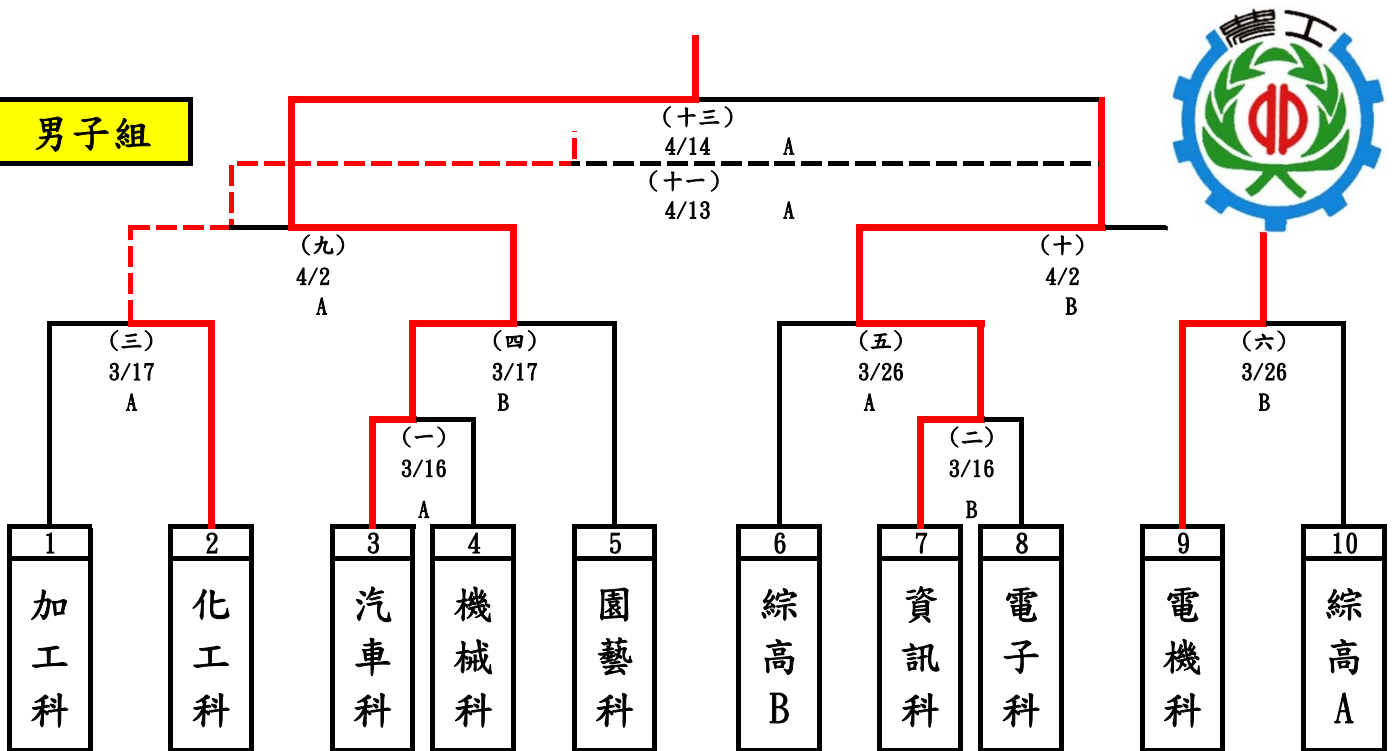 農工
男子組
(十三)
4/14 A
(十一)
4/13 A
(九)
4/2
A
(十)
4/2
B
(三)
3/17
A
(四)
3/17
B
(五)
3/26
A
(六)
3/26
B
(一)
3/16
A
(二)
3/16
B
1 2 3 4 5 6 7 8 9 10
加工科
化工科
汽車科
機械科
園藝科
綜高B
資訊科
電子科
電機科
綜高A